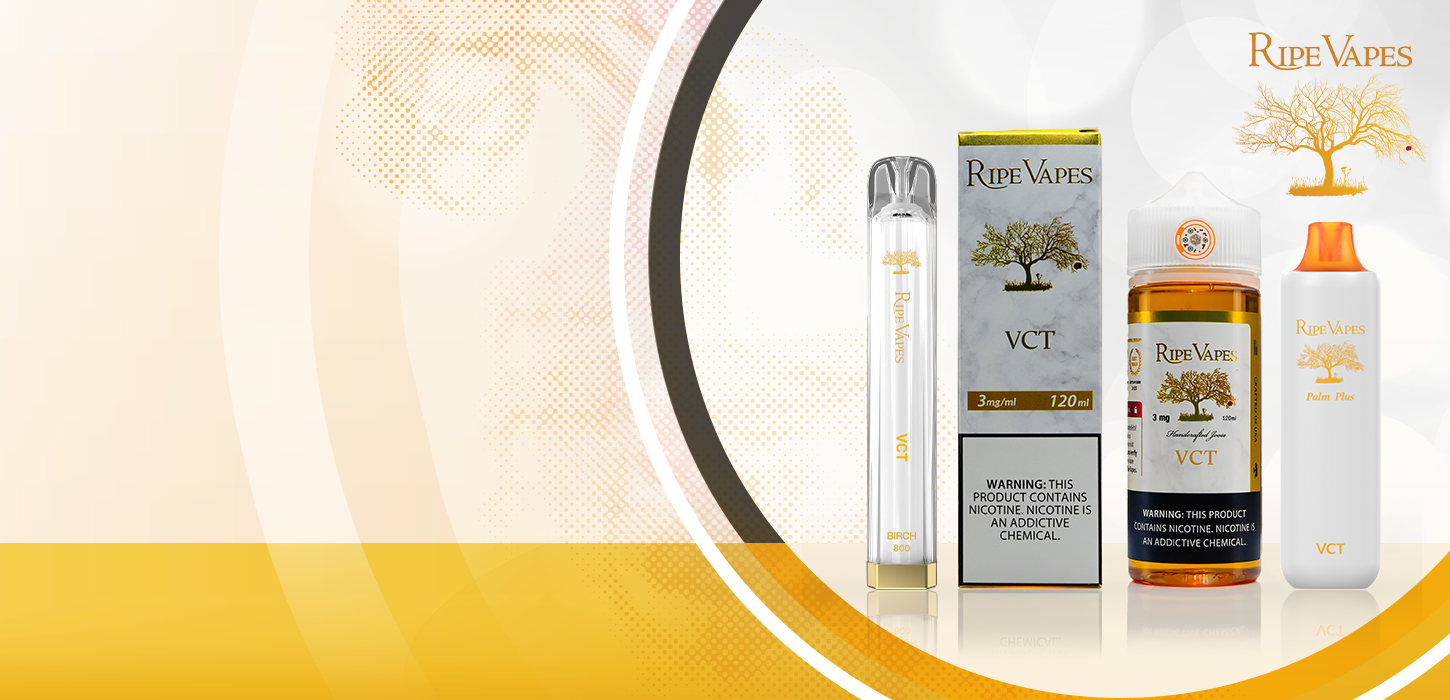 RIPE VAPES
RIPE VAPES
VCT
BIRCH
800
RIPE VAPES
VCT
3mg/ml 120ml
WARNING: THIS
PRODUCT CONTAINS
NICOTINE. NICOTINE IS
AN ADDICTIVE
CHEMICAL.
RIPE VAPES
3 mg 120ml
Handcrafted Joose
VCT
CRAFTED IN USA
WARNING: THIS PRODUCT
CONTAINS NICOTINE. NICOTINE IS
AN ADDICTIVE CHEMICAL.
RIPE VAPES
Palm Plus
VCT